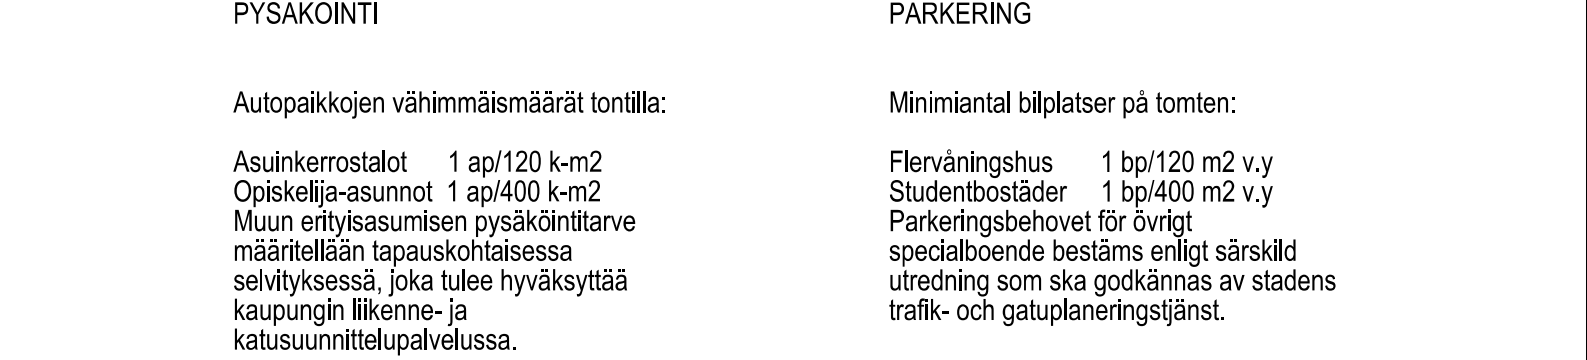 PYSÄKÖINTI
Autopaikkojen vähimmäismäärät tontilla:
Asuinkerrostalot 1 ap/120 k-m2
Opiskelija-asunnot 1 ap/400 k-m2
Muun erityisasumisen pysäköintitarve
määritellään tapauskohtaisessa
selvityksessä, joka tulee hyväksyttää
kaupungin liikenne- ja
katusuunnittelupalvelussa.
PARKERING
Minimiantal bilplatser på tomten:
Flervåningshus 1 bp/120 m2 v.y
Studentbostäder 1 bp/400 m2 v.y
Parkeringsbehovet för övrigt
specialboende bestäms enligt särskild
utredning som ska godkännas av stadens
trafik- och gatuplaneringstjänst.